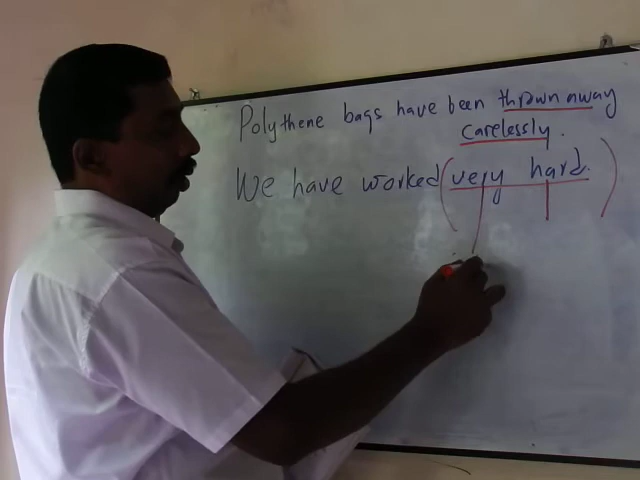 Polythene bags have been thrown away
carelessly.
We have worked (very hard.)